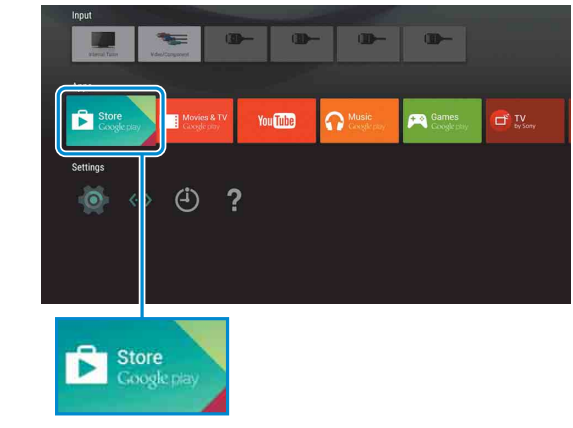 Input
Internal Tuner
Video/Component
Apps
Store
Google play
Movies & TV
Google play
YouTube
Music
Google play
Games
Google play
TV
by Sony
Settings
?
Store
Google play